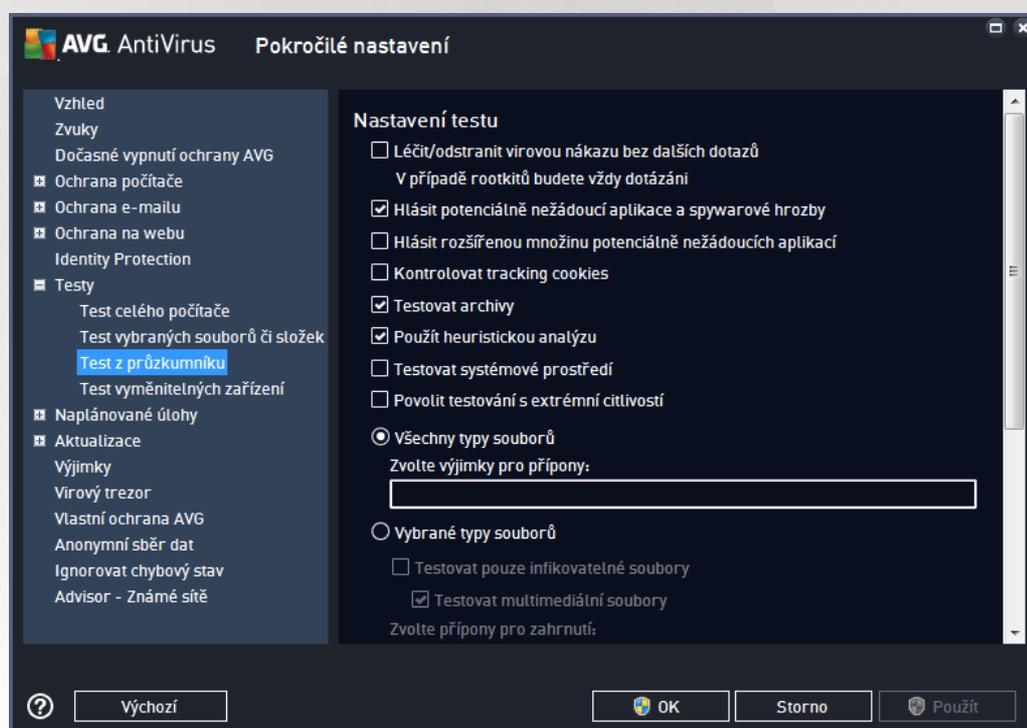 AVG. AntiVirus Pokročilé nastavení
Vzhled
Zvuky
Dočasné vypnutí ochrany AVG
Ochrana počítače
Ochrana e-mailu
Ochrana na webu
Identity Protection
Testy
Test celého počítače
Test vybraných souborů či složek
Test z průzkumníku
Test vyměnitelných zařízení
Naplánované úlohy
Aktualizace
Výjimky
Virový trezor
Vlastní ochrana AVG
Anonymní sběr dat
Ignorovat chybový stav
Advisor - Známé sítě
Nastavení testu
Léčit/odstranit virovou nákazu bez dalších dotazů
V případě rootkitů budete vždy dotázáni
Hlásit potenciálně nežádoucí aplikace a spywarové hrozby
Hlásit rozšířenou množinu potenciálně nežádoucích aplikací
Kontrolovat tracking cookies
Testovat archivy
Použít heuristickou analýzu
Testovat systémové prostředí
Povolit testování s extrémní citlivostí
Všechny typy souborů
Zvolte výjimky pro přípony:
Vybrané typy souborů
Testovat pouze infikovatelné soubory
Testovat multimediální soubory
Zvolte přípony pro zahrnutí:
Výchozí
OK
Storno
Použít